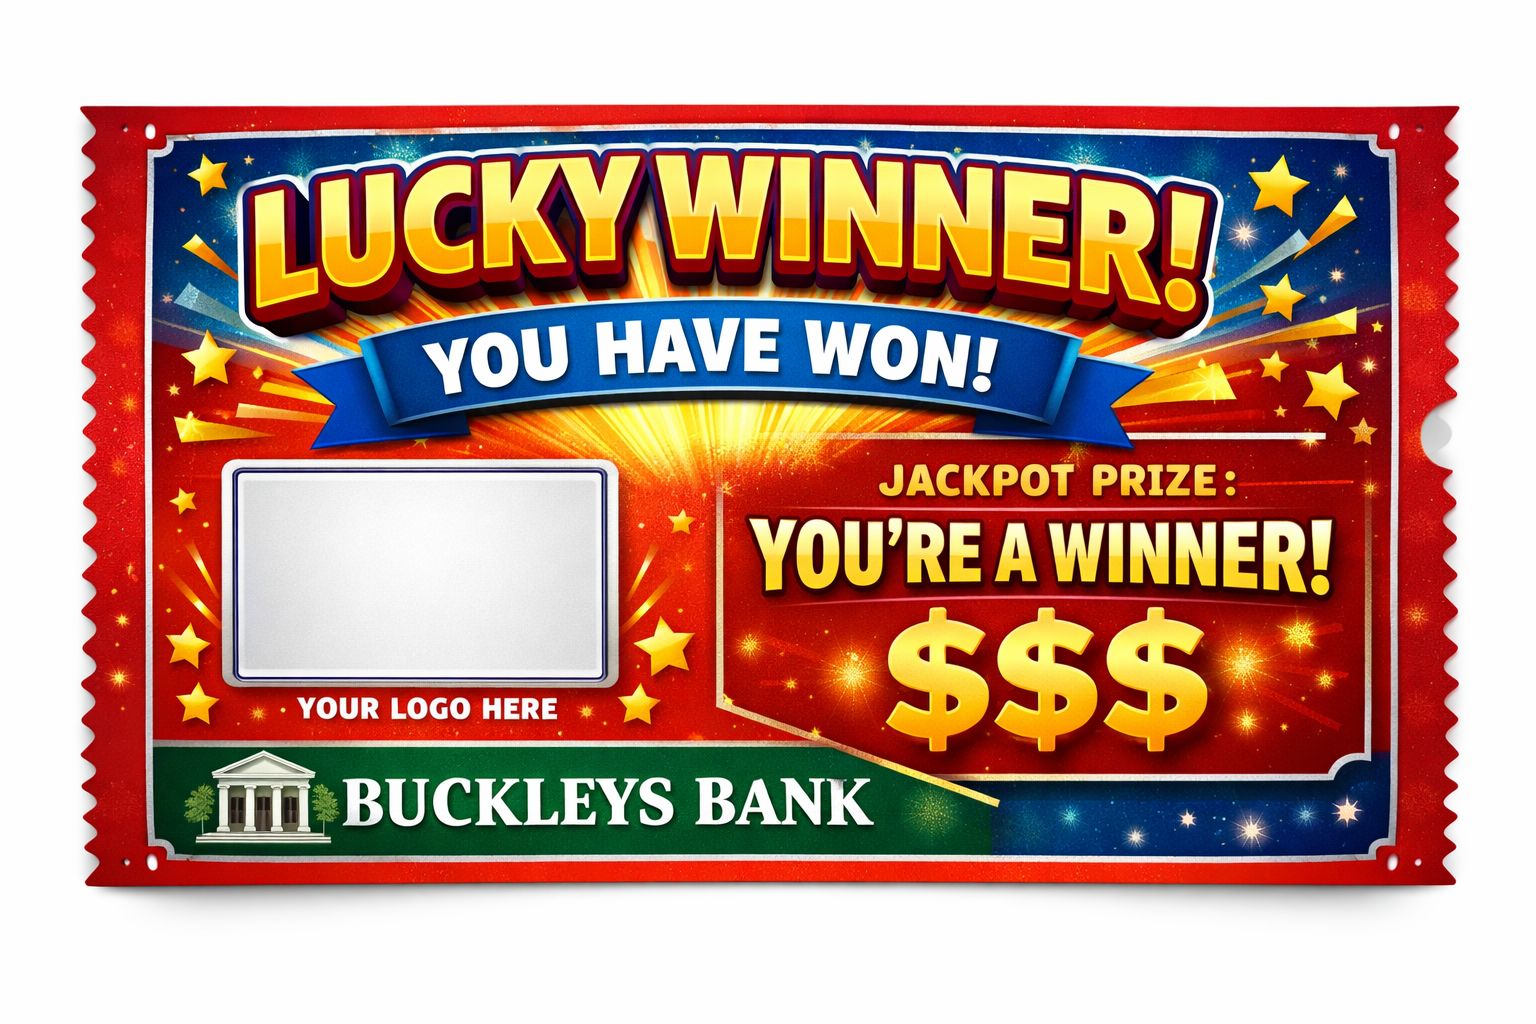 LUCKY WINNER!
YOU HAVE WON!
JACKPOT PRIZE:
YOU'RE A WINNER!
$$$
YOUR LOGO HERE
BUCKLEYS BANK